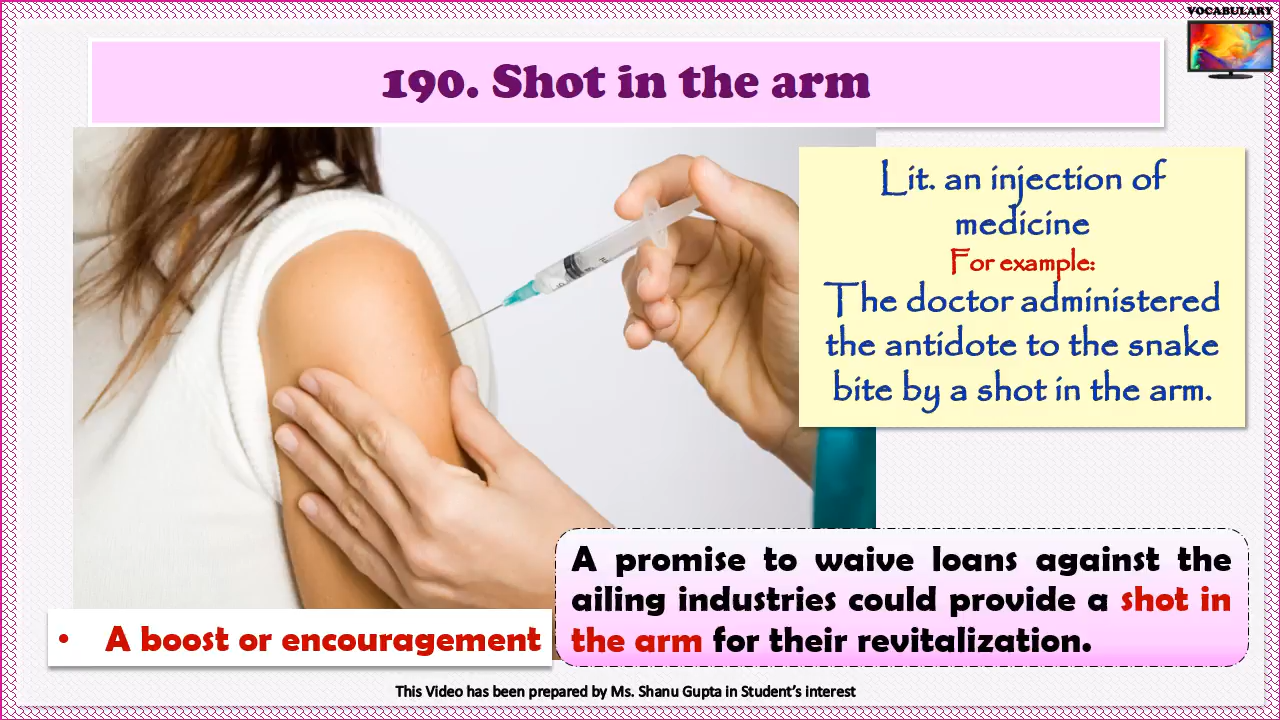 VOCABULARY
190. Shot in the arm
Lit. an injection of
medicine
For example:
The doctor administered
the antidote to the snake
bite by a shot in the arm.
A promise to waive loans against the
ailing industries could provide a shot in
the arm for their revitalization.
• A boost or encouragement
This Video has been prepared by Ms. Shanu Gupta in Student's interest